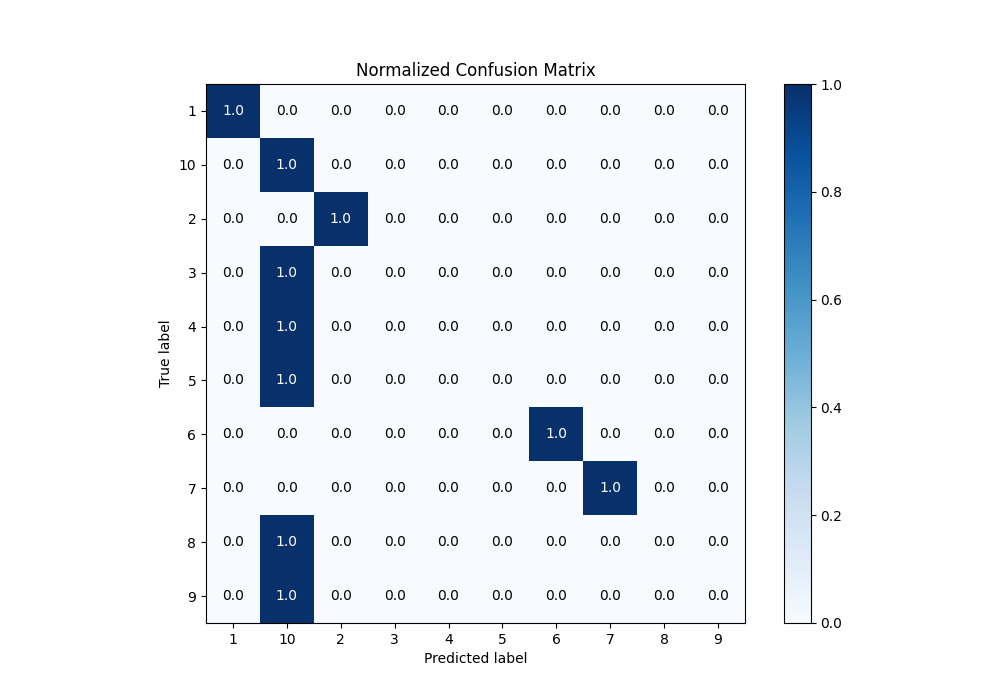 Normalized Confusion Matrix
1 1.0 0.0 0.0 0.0 0.0 0.0 0.0 0.0 0.0 0.0
10 0.0 1.0 0.0 0.0 0.0 0.0 0.0 0.0 0.0 0.0
2 0.0 0.0 1.0 0.0 0.0 0.0 0.0 0.0 0.0 0.0
3 0.0 1.0 0.0 0.0 0.0 0.0 0.0 0.0 0.0 0.0
4 0.0 1.0 0.0 0.0 0.0 0.0 0.0 0.0 0.0 0.0
5 0.0 1.0 0.0 0.0 0.0 0.0 0.0 0.0 0.0 0.0
6 0.0 0.0 0.0 0.0 0.0 0.0 1.0 0.0 0.0 0.0
7 0.0 0.0 0.0 0.0 0.0 0.0 0.0 1.0 0.0 0.0
8 0.0 1.0 0.0 0.0 0.0 0.0 0.0 0.0 0.0 0.0
9 0.0 1.0 0.0 0.0 0.0 0.0 0.0 0.0 0.0 0.0
1 10 2 3 4 5 6 7 8 9
Predicted label
True label
1.0
0.8
0.6
0.4
0.2
0.0